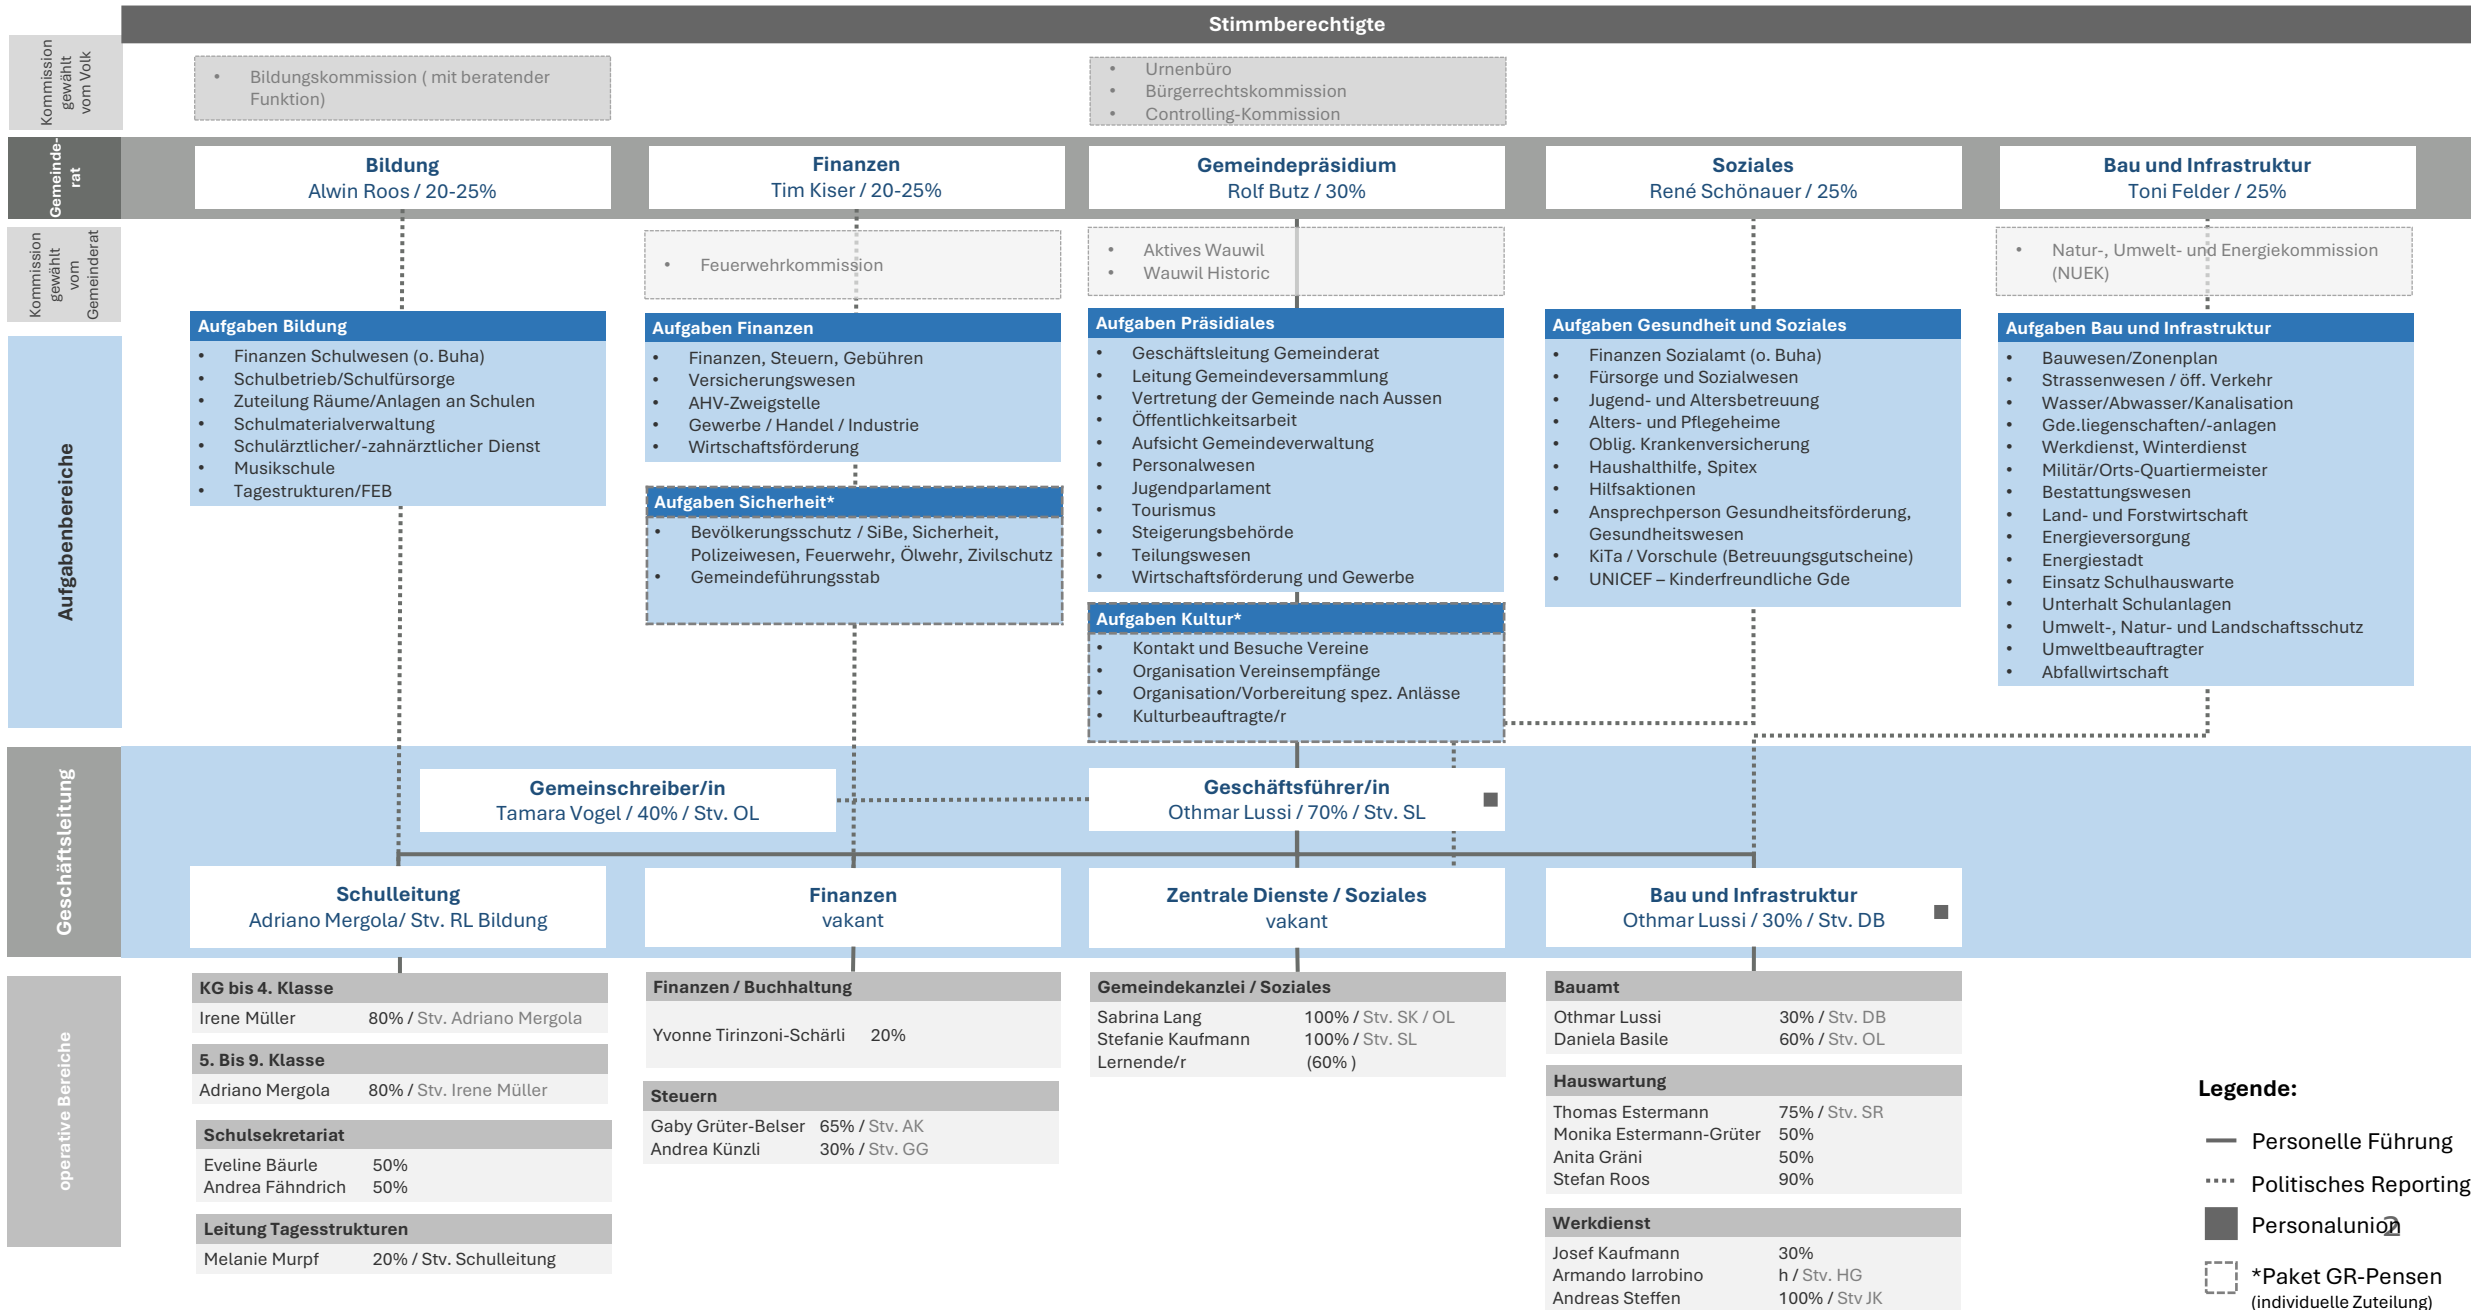 Stimmberechtigte
Kommission
gewählt
vom Volk
• Bildungskommission ( mit beratender
Funktion)
• Urnenbüro
• Bürgerrechtskommission
• Controlling-Kommission
Gemeinde-
rat
Bildung
Alwin Roos / 20-25%
Finanzen
Tim Kiser / 20-25%
Gemeindepräsidium
Rolf Butz / 30%
Soziales
René Schönauer / 25%
Bau und Infrastruktur
Toni Felder / 25%
Kommission
gewählt
vom
Gemeinderat
• Feuerwehrkommission
• Aktives Wauwil
• Wauwil Historic
• Natur-, Umwelt- und Energiekommission
(NUEK)
Aufgabenbereiche
Aufgaben Bildung
• Finanzen Schulwesen (o. Buha)
• Schulbetrieb/Schulfürsorge
• Zuteilung Räume/Anlagen an Schulen
• Schulmaterialverwaltung
• Schulärztlicher/-zahnärztlicher Dienst
• Musikschule
• Tagestrukturen/FEB
Aufgaben Finanzen
• Finanzen, Steuern, Gebühren
• Versicherungswesen
• AHV-Zweigstelle
• Gewerbe / Handel / Industrie
• Wirtschaftsförderung
Aufgaben Sicherheit*
• Bevölkerungsschutz / SiBe, Sicherheit,
Polizeiwesen, Feuerwehr, Ölwehr, Zivilschutz
• Gemeindeführungsstab
Aufgaben Präsidiales
• Geschäftsleitung Gemeinderat
• Leitung Gemeindeversammlung
• Vertretung der Gemeinde nach Aussen
• Öffentlichkeitsarbeit
• Aufsicht Gemeindeverwaltung
• Personalwesen
• Jugendparlament
• Tourismus
• Steigerungsbehörde
• Teilungswesen
• Wirtschaftsförderung und Gewerbe
Aufgaben Kultur*
• Kontakt und Besuche Vereine
• Organisation Vereinsempfänge
• Organisation/Vorbereitung spez. Anlässe
• Kulturbeauftragte/r
Aufgaben Gesundheit und Soziales
• Finanzen Sozialamt (o. Buha)
• Fürsorge und Sozialwesen
• Jugend- und Altersbetreuung
• Alters- und Pflegeheime
• Oblig. Krankenversicherung
• Haushalthilfe, Spitex
• Hilfsaktionen
• Ansprechperson Gesundheitsförderung,
Gesundheitswesen
• KiTa / Vorschule (Betreuungsgutscheine)
• UNICEF – Kinderfreundliche Gde
Aufgaben Bau und Infrastruktur
• Bauwesen/Zonenplan
• Strassenwesen / öff. Verkehr
• Wasser/Abwasser/Kanalisation
• Gde.liegenschaften/-anlagen
• Werkdienst, Winterdienst
• Militär/Orts-Quartiermeister
• Bestattungswesen
• Land- und Forstwirtschaft
• Energieversorgung
• Energiestadt
• Einsatz Schulhauswarte
• Unterhalt Schulanlagen
• Umwelt-, Natur- und Landschaftsschutz
• Umweltbeauftragter
• Abfallwirtschaft
Geschäftsleitung
Gemeinschreiber/in
Tamara Vogel / 40% / Stv. OL
Geschäftsführer/in
Othmar Lussi / 70% / Stv. SL
Schulleitung
Adriano Mergola/ Stv. RL Bildung
Finanzen
vakant
Zentrale Dienste / Soziales
vakant
Bau und Infrastruktur
Othmar Lussi / 30% / Stv. DB
operative Bereiche
KG bis 4. Klasse
Irene Müller 80% / Stv. Adriano Mergola
5. Bis 9. Klasse
Adriano Mergola 80% / Stv. Irene Müller
Schulsekretariat
Eveline Bäurle 50%
Andrea Fähndrich 50%
Leitung Tagesstrukturen
Melanie Murpf 20% / Stv. Schulleitung
Finanzen / Buchhaltung
Yvonne Tirinzoni-Schärli 20%
Steuern
Gaby Grüter-Belser 65% / Stv. AK
Andrea Künzli 30% / Stv. GG
Gemeindekanzlei / Soziales
Sabrina Lang 100% / Stv. SK / OL
Stefanie Kaufmann 100% / Stv. SL
Lernende/r (60% )
Bauamt
Othmar Lussi 30% / Stv. DB
Daniela Basile 60% / Stv. OL
Hauswartung
Thomas Estermann 75% / Stv. SR
Monika Estermann-Grüter 50%
Anita Gräni 50%
Stefan Roos 90%
Werkdienst
Josef Kaufmann 30%
Armando Iarrobino h / Stv. HG
Andreas Steffen 100% / Stv JK
Legende:
Personelle Führung
Politisches Reporting
Personalunion
2
*Paket GR-Pensen
(individuelle Zuteilung)